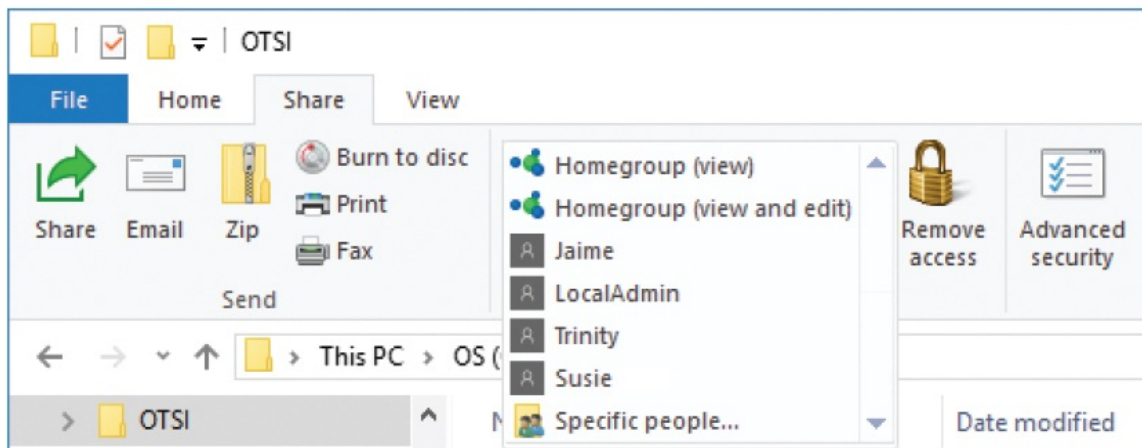 OTSI
File Home Share View
Share
Email
Zip
Burn to disc
Print
Fax
Send
Homegroup (view)
Homegroup (view and edit)
Jaime
LocalAdmin
Trinity
Susie
Specific people...
Remove
access
Advanced
security
This PC > OS (
OTSI
Date modified